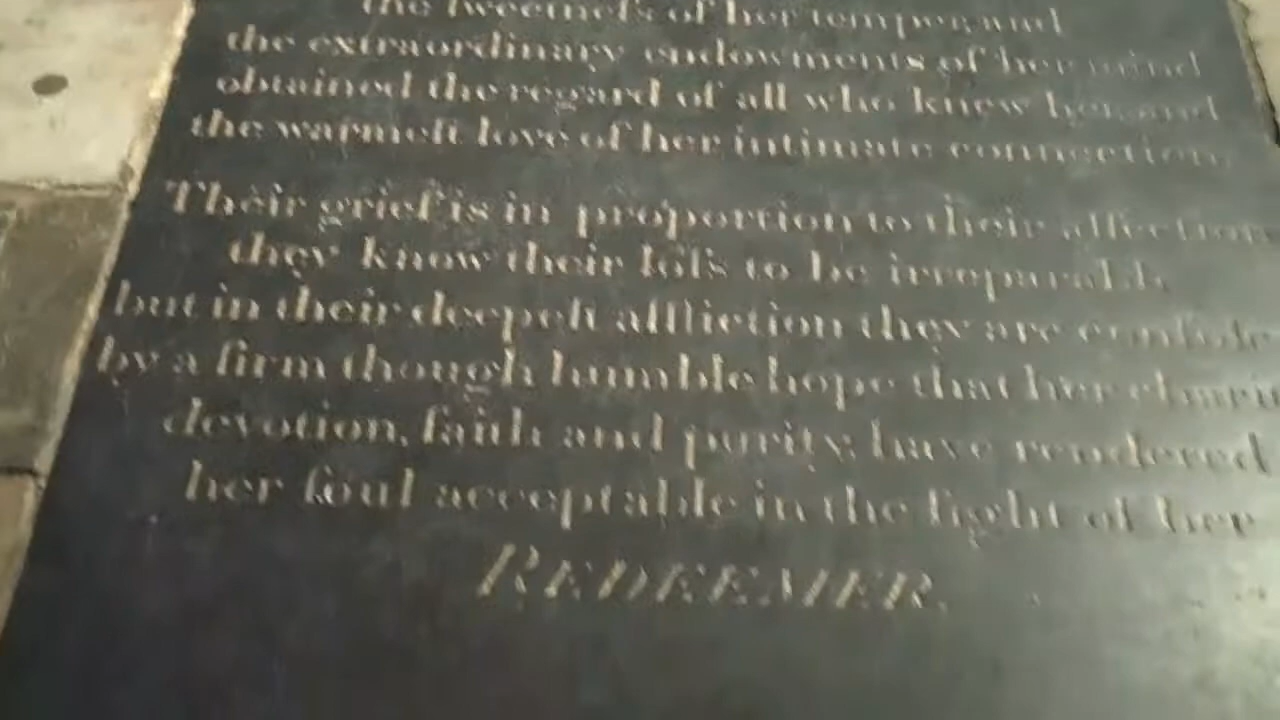 the ſweetneſs of her temper, and
the extraordinary endowments of her mind
obtained the regard of all who knew her, and
the warmeſt love of her intimate connections.
Their grief is in proportion to their affection
they know their loſs to be irreparable
but in their deepeſt affliction they are conſole
by a firm though humble hope that her charit
devotion, faith and purity, have rendered
her ſoul acceptable in the ſight of her
REDEEMER.